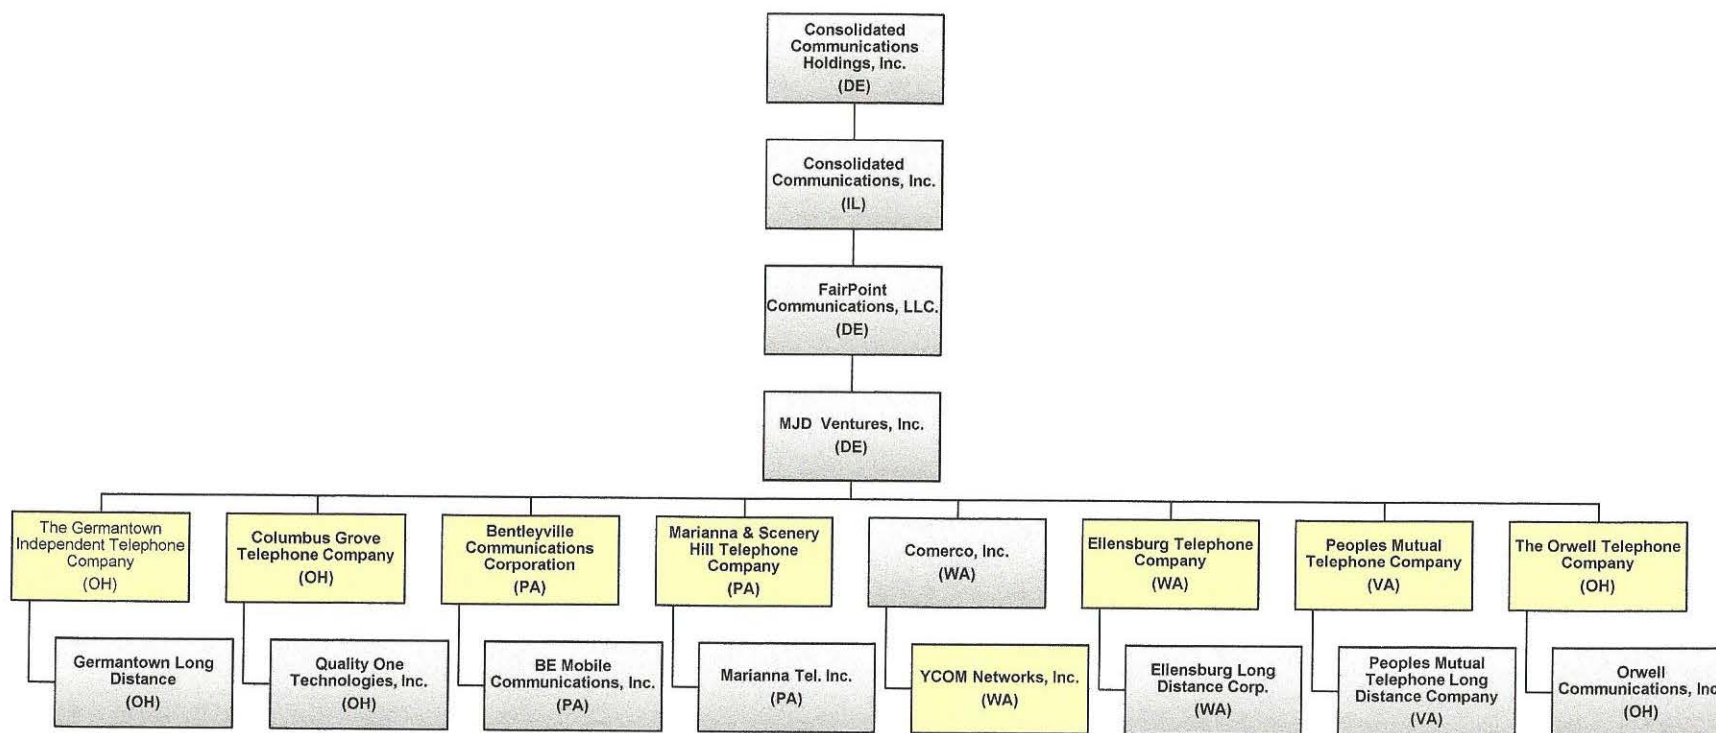 Consolidated
Communications
Holdings, Inc.
(DE)
Consolidated
Communications, Inc.
(IL)
FairPoint
Communications, LLC.
(DE)
MJD Ventures, Inc.
(DE)
The Germantown
Independent Telephone
Company
(OH)
Columbus Grove
Telephone Company
(OH)
Bentleyville
Communications
Corporation
(PA)
Marianna & Scenery
Hill Telephone
Company
(PA)
Comerco, Inc.
(WA)
Ellensburg Telephone
Company
(WA)
Peoples Mutual
Telephone Company
(VA)
The Orwell Telephone
Company
(OH)
Germantown Long
Distance
(OH)
Quality One
Technologies, Inc.
(OH)
BE Mobile
Communications, Inc.
(PA)
Marianna Tel. Inc.
(PA)
YCOM Networks, Inc.
(WA)
Ellensburg Long
Distance Corp.
(WA)
Peoples Mutual
Telephone Long
Distance Company
(VA)
Orwell
Communications, Inc
(OH)